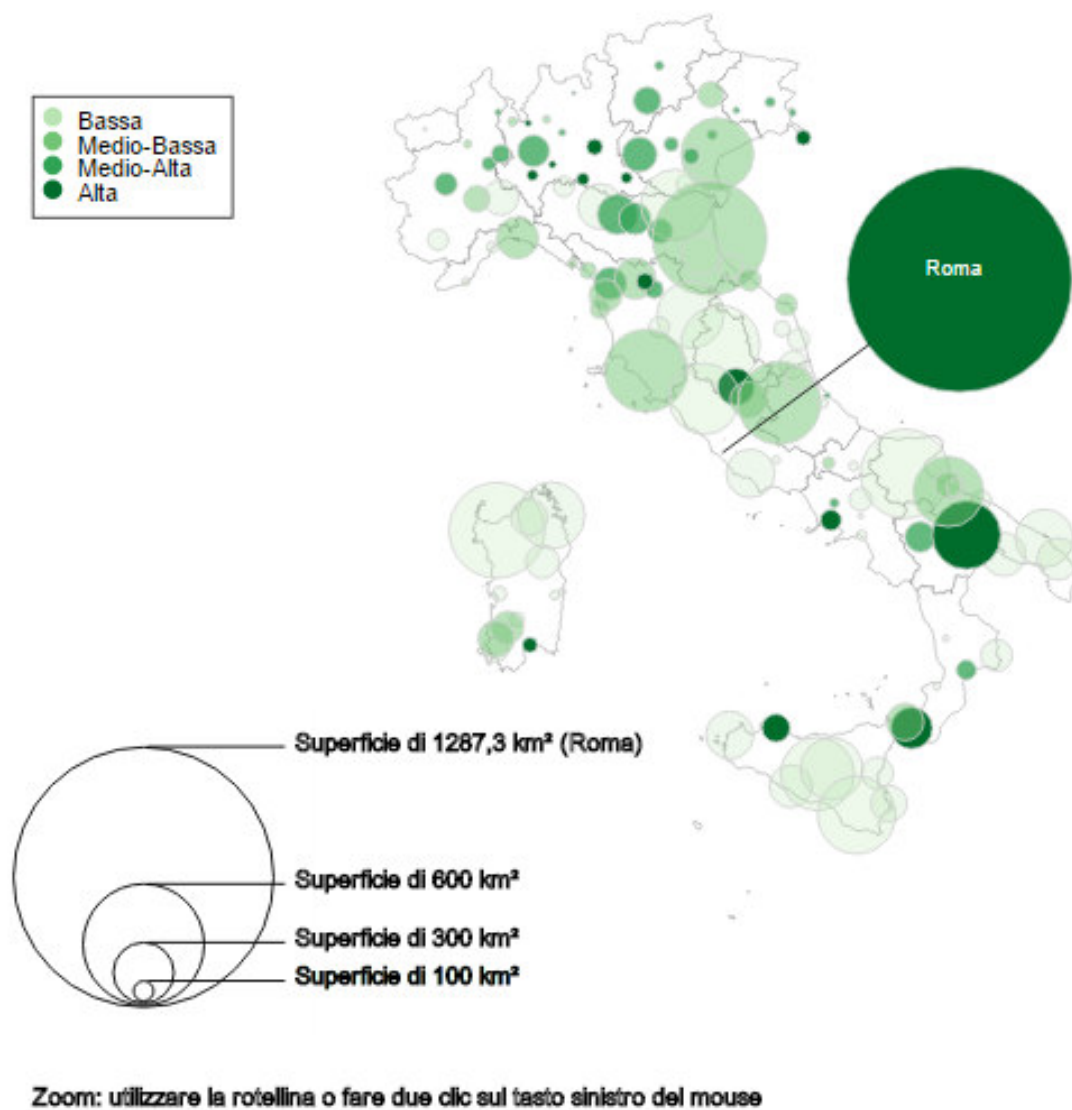 Bassa
Medio-Bassa
Medio-Alta
Alta
Roma
Superficie di 1287,3 km² (Roma)
Superficie di 600 km²
Superficie di 300 km²
Superficie di 100 km²
Zoom: utilizzare la rotellina o fare due clic sul tasto sinistro del mouse